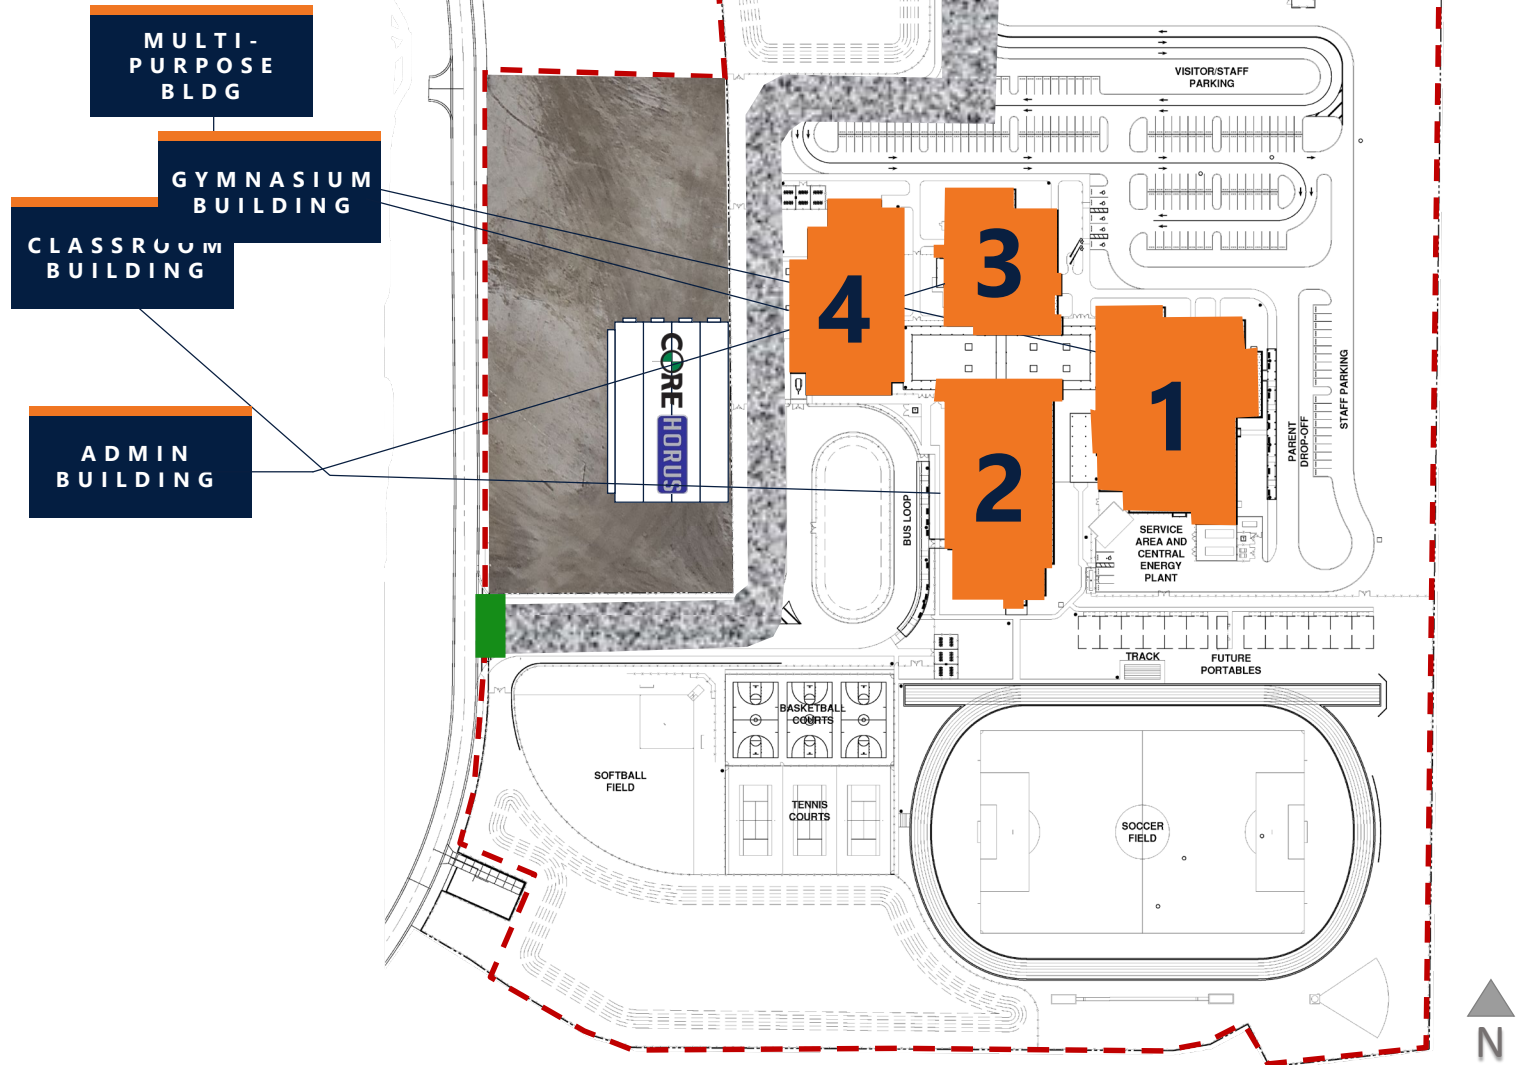 MULTI-
PURPOSE
BLDG
GYMNASIUM
BUILDING
CLASSROOM
BUILDING
ADMIN
BUILDING
CORE
HORUS
VISITOR/STAFF
PARKING
3
4
1
2
STAFF PARKING
PARENT
DROP-OFF
BUS LOOP
SERVICE
AREA AND
CENTRAL
ENERGY
PLANT
TRACK
FUTURE
PORTABLES
BASKETBALL
COURTS
SOFTBALL
FIELD
TENNIS
COURTS
SOCCER
FIELD
N